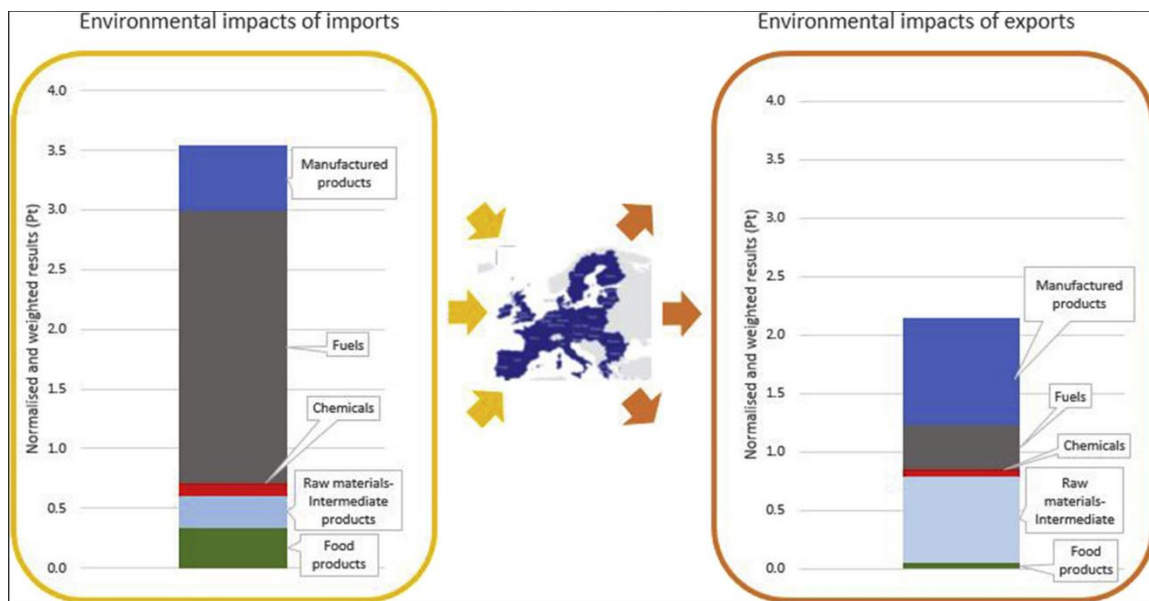 Environmental impacts of imports
Normalised and weighted results (Pt)
4.0
3.5
3.0
2.5
2.0
1.5
1.0
0.5
0.0
Manufactured
products
Fuels
Chemicals
Raw materials-
Intermediate
products
Food
products
Environmental impacts of exports
Normalised and weighted results (Pt)
4.0
3.5
3.0
2.5
2.0
1.5
1.0
0.5
0.0
Manufactured
products
Fuels
Chemicals
Raw
materials-
Intermediate
Food
products